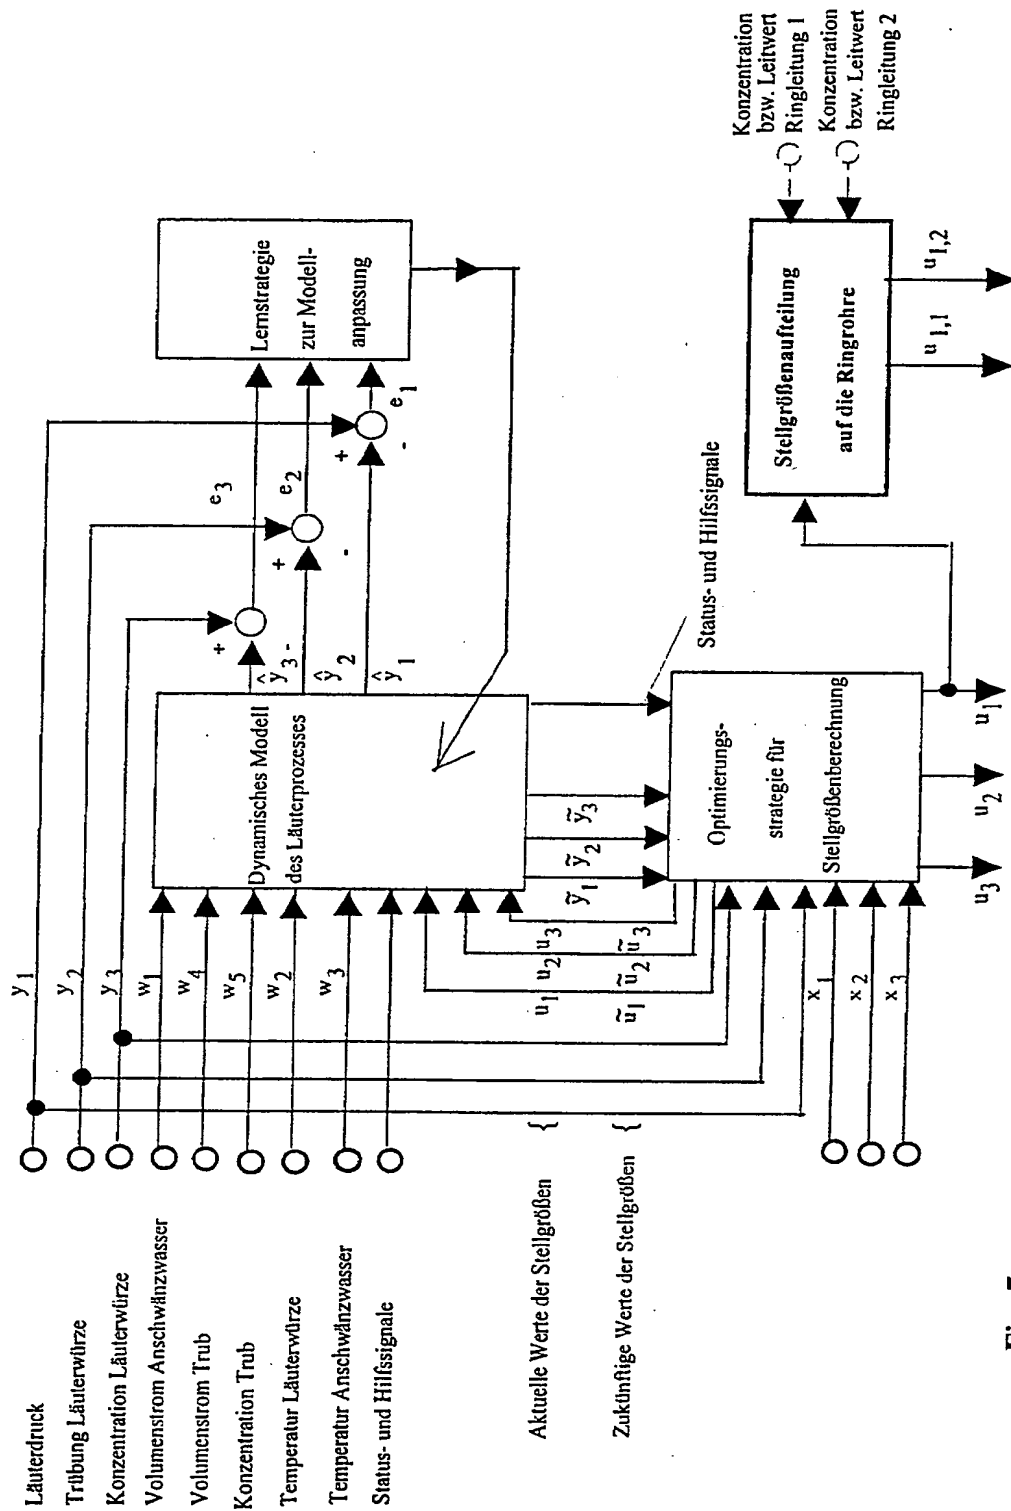 Läuterdruck
Trübung Läuterwürze
Konzentration Läuterwürze
Volumenstrom Anschwänzwasser
Volumenstrom Trub
Konzentration Trub
Temperatur Läuterwürze
Temperatur Anschwänzwasser
Status- und Hilfssignale
y1
y2
y3
w1
w4
w5
w2
w3
Dynamisches Modell
des Läuterprozesses
ŷ3
ŷ2
ŷ1
+
-
+
-
+
-
e3
e2
e1
Lernstrategie
zur Modell-
anpassung
Aktuelle Werte der Stellgrößen {
u1 u2 u3
Zukünftige Werte der Stellgrößen {
ũ1 ũ2 ũ3
ỹ1
ỹ2
ỹ3
Status- und Hilfssignale
x1
x2
x3
Optimierungs-
strategie für
Stellgrößenberechnung
u3
u2
u1
Stellgrößenaufteilung
auf die Ringrohre
Konzentration
bzw. Leitwert
Ringleitung 1
Konzentration
bzw. Leitwert
Ringleitung 2
u1,1
u1,2